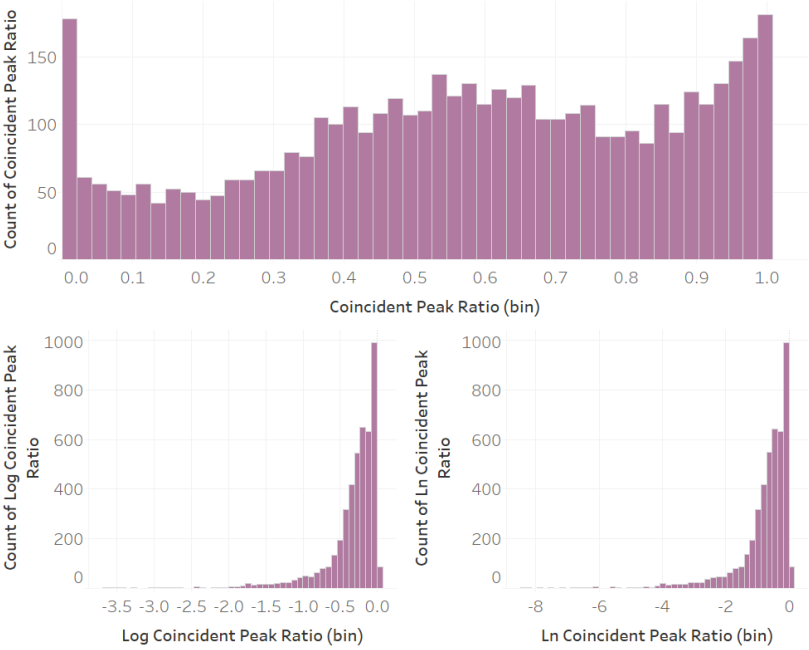 Count of Coincident Peak Ratio
150
100
50
0
0.0 0.1 0.2 0.3 0.4 0.5 0.6 0.7 0.8 0.9 1.0
Coincident Peak Ratio (bin)
Count of Log Coincident Peak
Ratio
1000
800
600
400
200
0
-3.5 -3.0 -2.5 -2.0 -1.5 -1.0 -0.5 0.0
Log Coincident Peak Ratio (bin)
Count of Ln Coincident Peak
Ratio
1000
800
600
400
200
0
-8 -6 -4 -2 0
Ln Coincident Peak Ratio (bin)